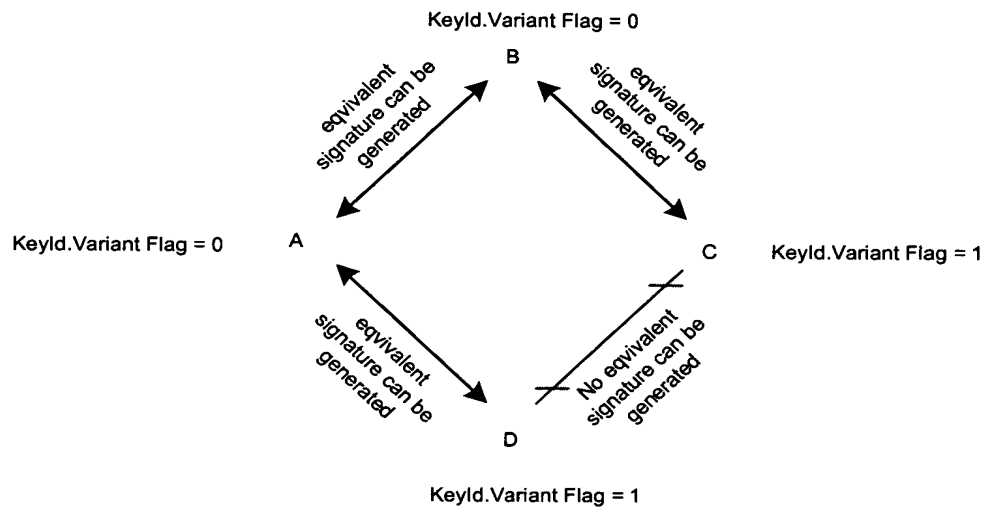 KeyId.Variant Flag = 0
B
eqvivalent
signature can be
generated
eqvivalent
signature can be
generated
KeyId.Variant Flag = 0
A
C
KeyId.Variant Flag = 1
eqvivalent
signature can be
generated
No eqvivalent
signature can be
generated
D
KeyId.Variant Flag = 1